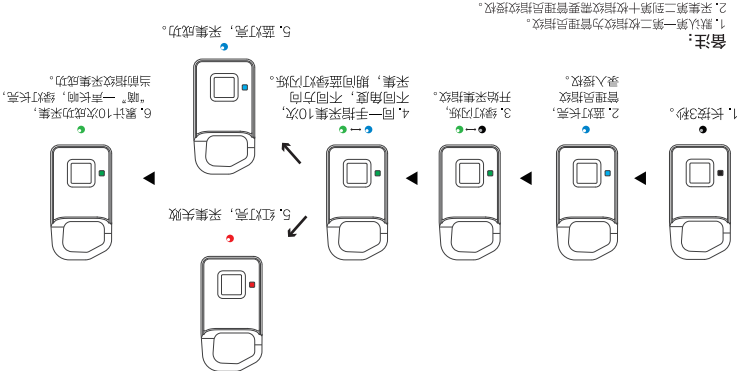 1. 长按3秒。
2. 蓝灯长亮，
管理员指纹
录入授权。
3. 绿灯闪烁，
开始采集指纹。
4. 同一手指采集10次，
不同角度，不同方向
采集，期间蓝绿灯闪烁。
5. 红灯亮，采集失败
5. 蓝灯亮，采集成功。
6. 累计10次成功采集，
“嘀”一声长响，绿灯长亮，
当前指纹采集成功。
备注：
1. 默认第一第二枚指纹为管理员指纹。
2. 采集第二到第十枚指纹需要管理员指纹授权。